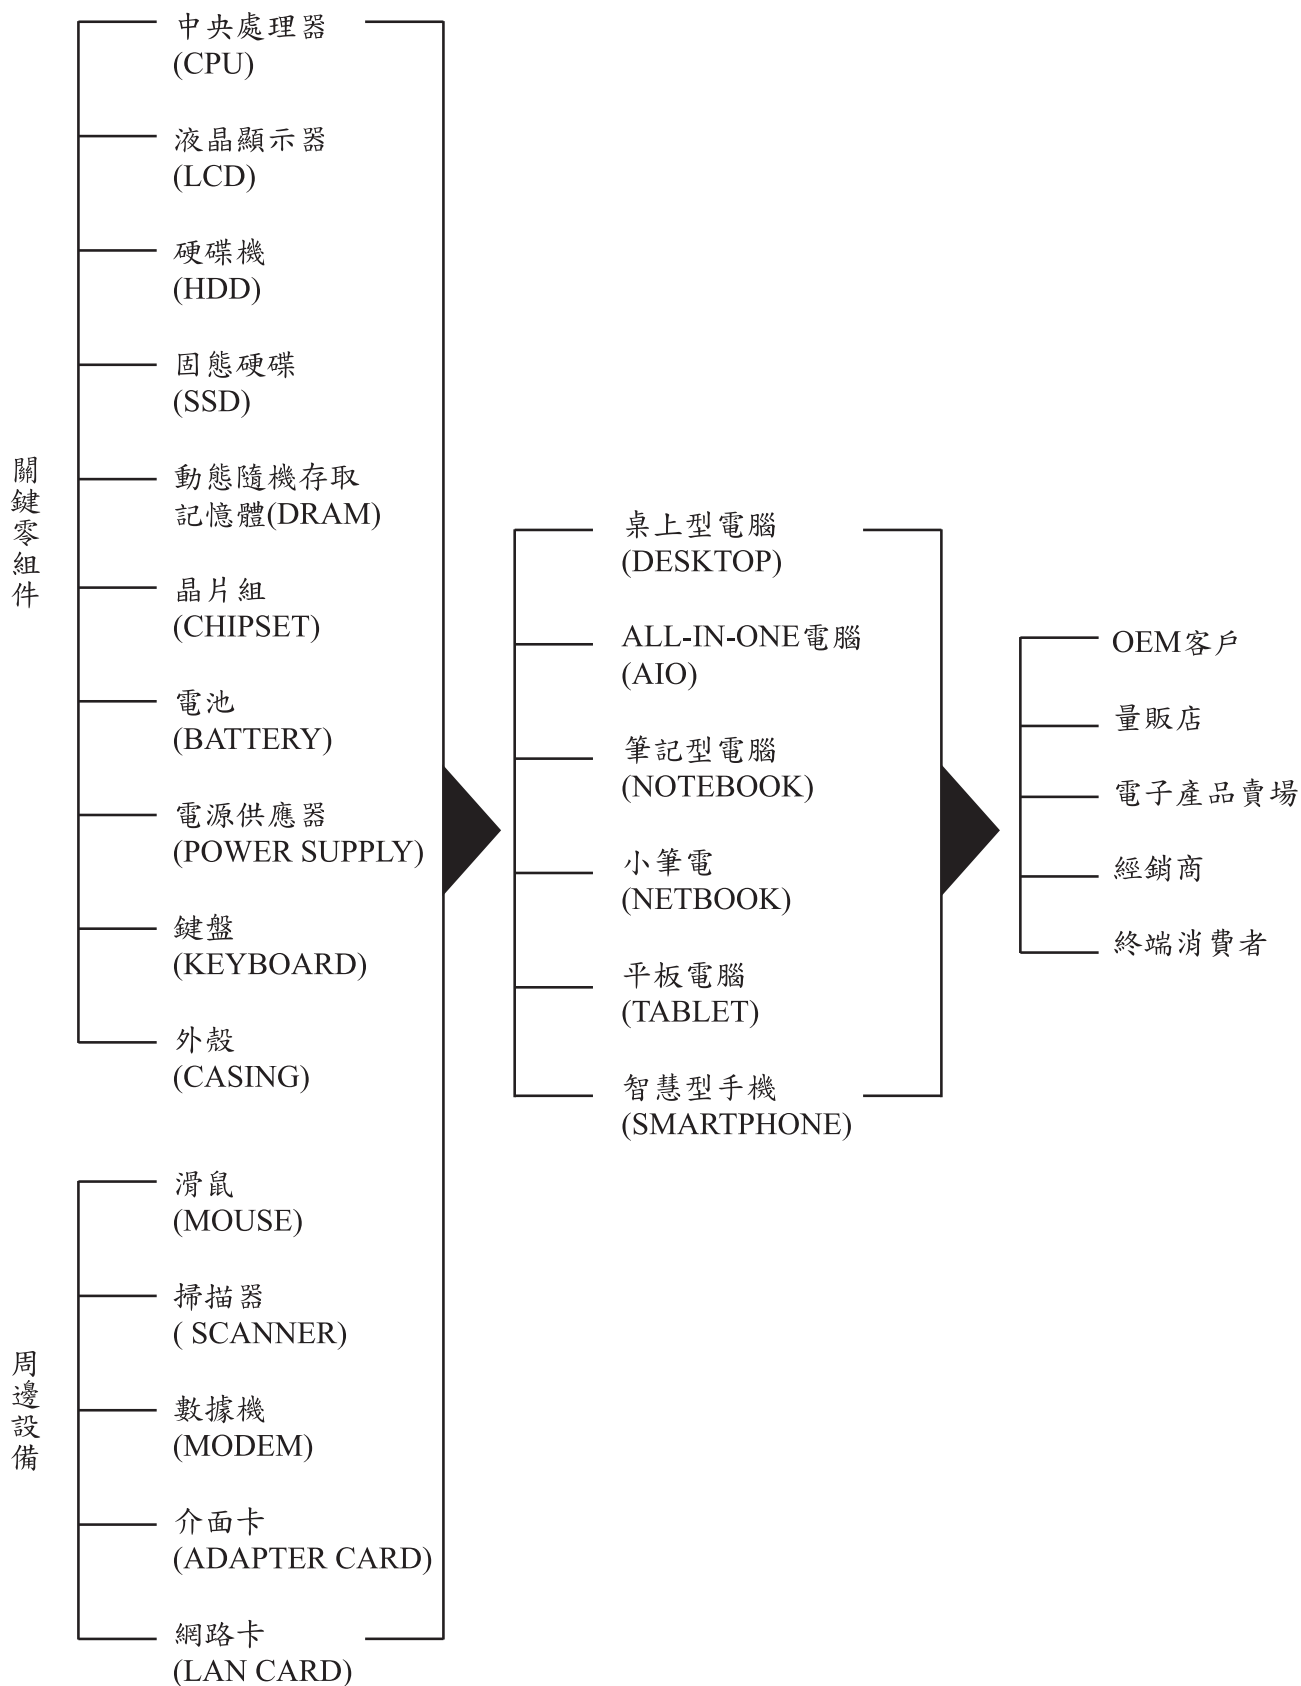 關鍵零組件
中央處理器
(CPU)
液晶顯示器
(LCD)
硬碟機
(HDD)
固態硬碟
(SSD)
動態隨機存取
記憶體(DRAM)
晶片組
(CHIPSET)
電池
(BATTERY)
電源供應器
(POWER SUPPLY)
鍵盤
(KEYBOARD)
外殼
(CASING)
周邊設備
滑鼠
(MOUSE)
掃描器
( SCANNER)
數據機
(MODEM)
介面卡
(ADAPTER CARD)
網路卡
(LAN CARD)
桌上型電腦
(DESKTOP)
ALL-IN-ONE電腦
(AIO)
筆記型電腦
(NOTEBOOK)
小筆電
(NETBOOK)
平板電腦
(TABLET)
智慧型手機
(SMARTPHONE)
OEM客戶
量販店
電子產品賣場
經銷商
終端消費者